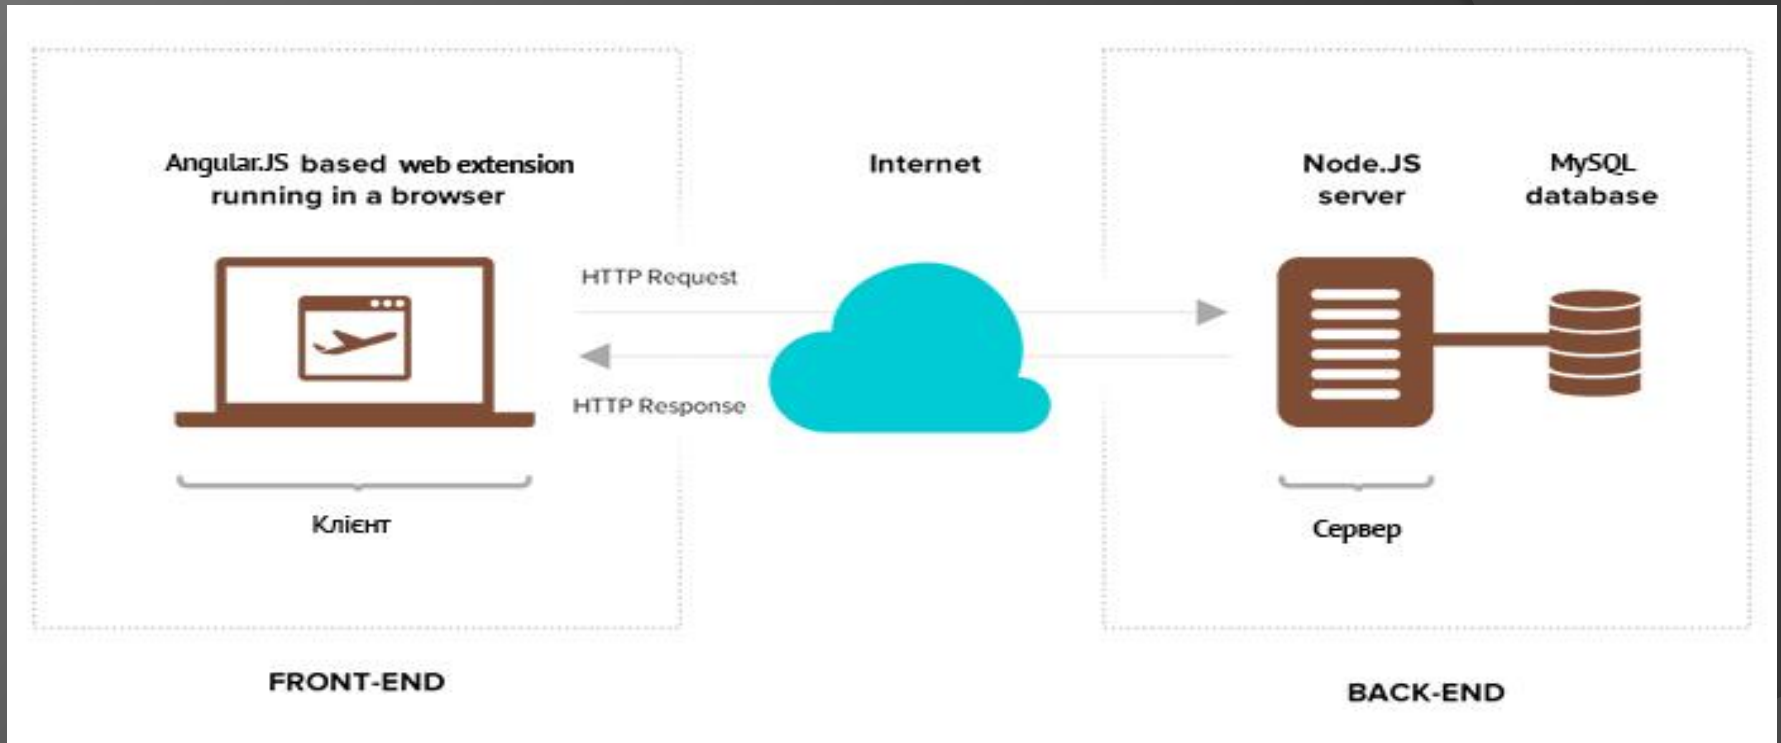 Angular.JS based web extension
running in a browser
Internet
Node.JS
server
MySQL
database
HTTP Request
HTTP Response
Клієнт
Сервер
FRONT-END
BACK-END